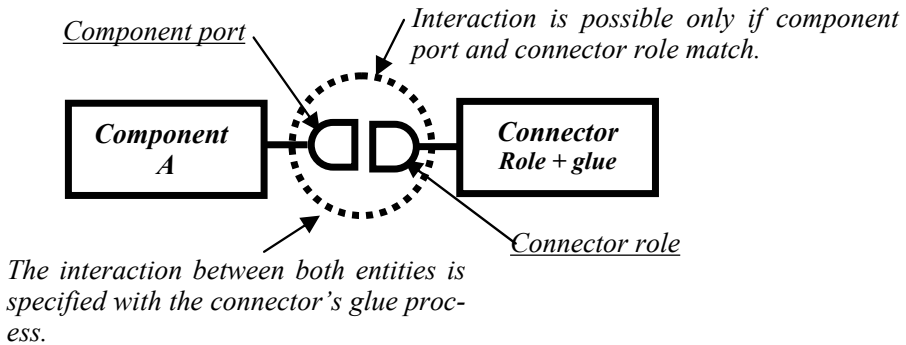 Component port
Interaction is possible only if component
port and connector role match.
Component
A
Connector
Role + glue
Connector role
The interaction between both entities is
specified with the connector’s glue proc-
ess.